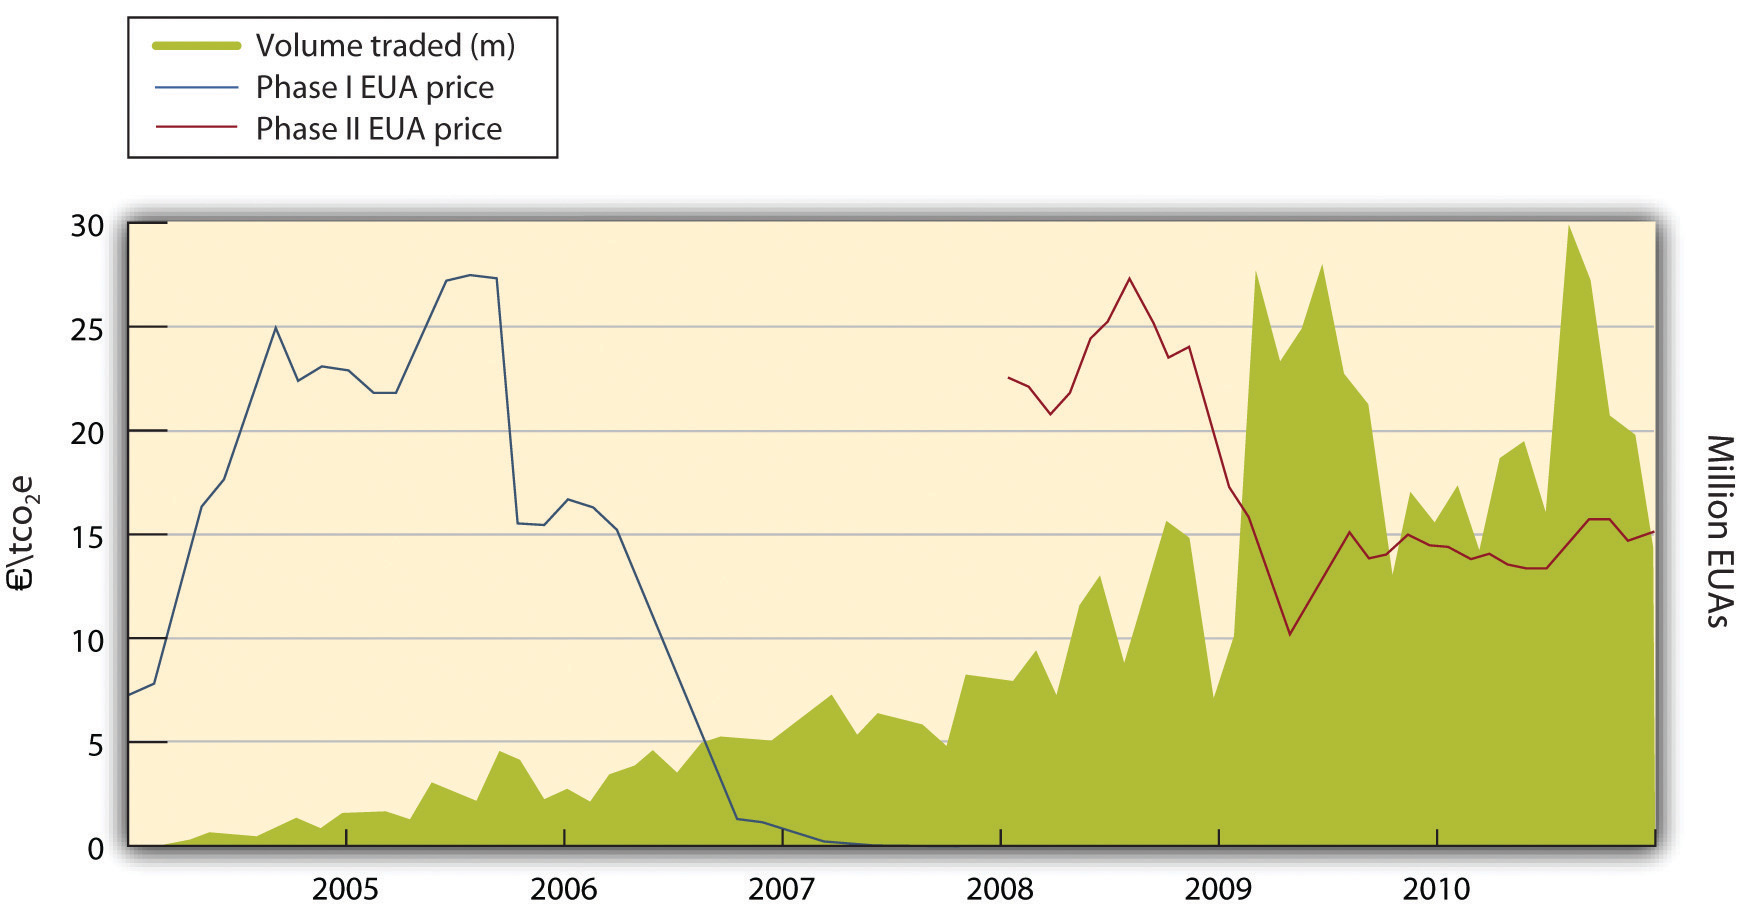 Volume traded (m)
Phase I EUA price
Phase II EUA price
30
25
20
15
10
5
0
€\tco₂e
Million EUAs
2005 2006 2007 2008 2009 2010